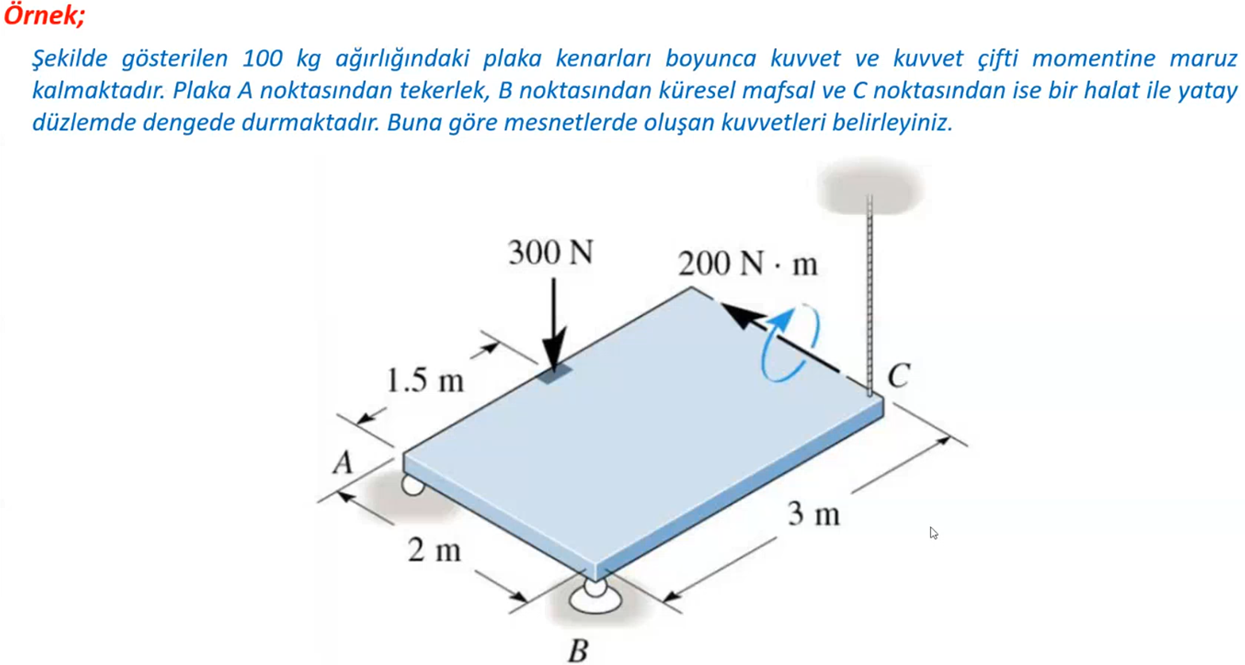 Örnek;
Şekilde gösterilen 100 kg ağırlığındaki plaka kenarları boyunca kuvvet ve kuvvet çifti momentine maruz
kalmaktadır. Plaka A noktasından tekerlek, B noktasından küresel mafsal ve C noktasından ise bir halat ile yatay
düzlemde dengede durmaktadır. Buna göre mesnetlerde oluşan kuvvetleri belirleyiniz.
300 N
200 N · m
1.5 m
C
A
3 m
2 m
B